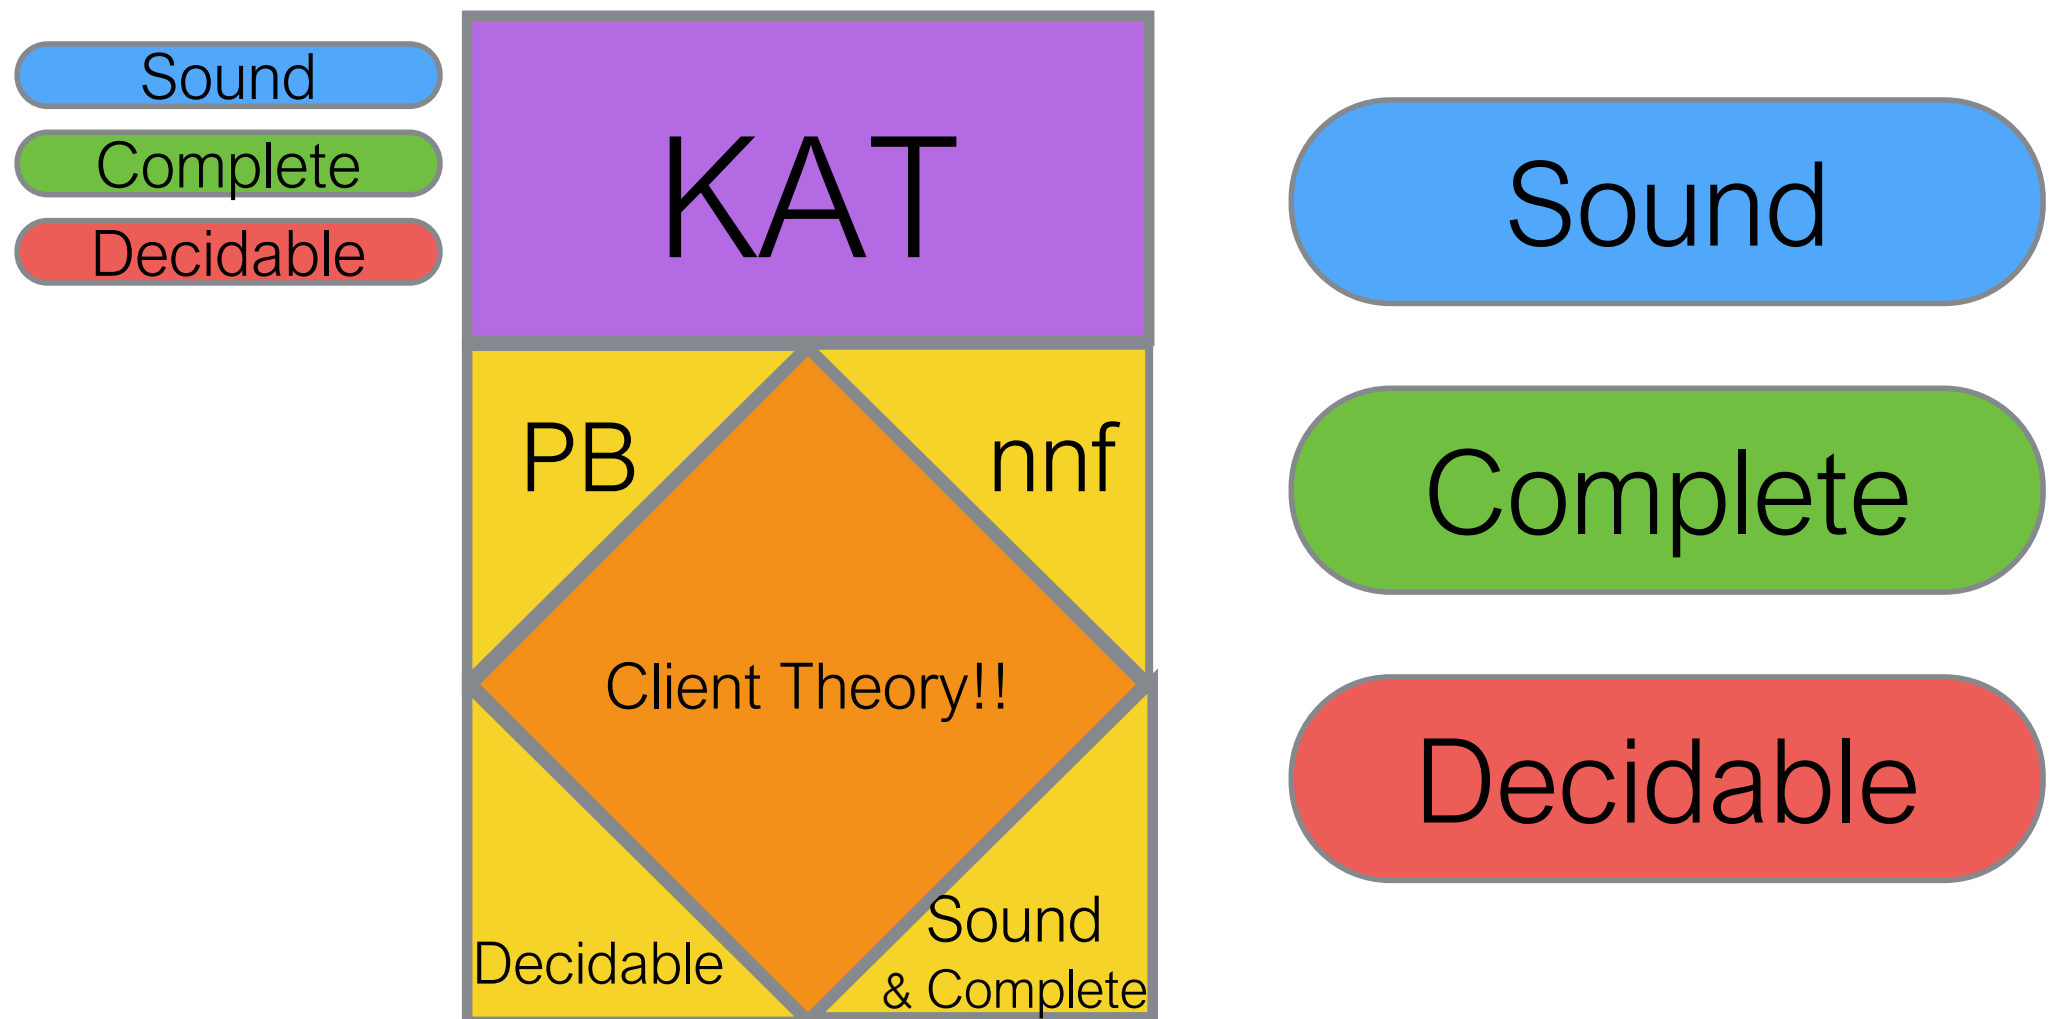 Sound
Complete
Decidable
KAT
PB
nnf
Client Theory!!
Decidable
Sound
& Complete
Sound
Complete
Decidable